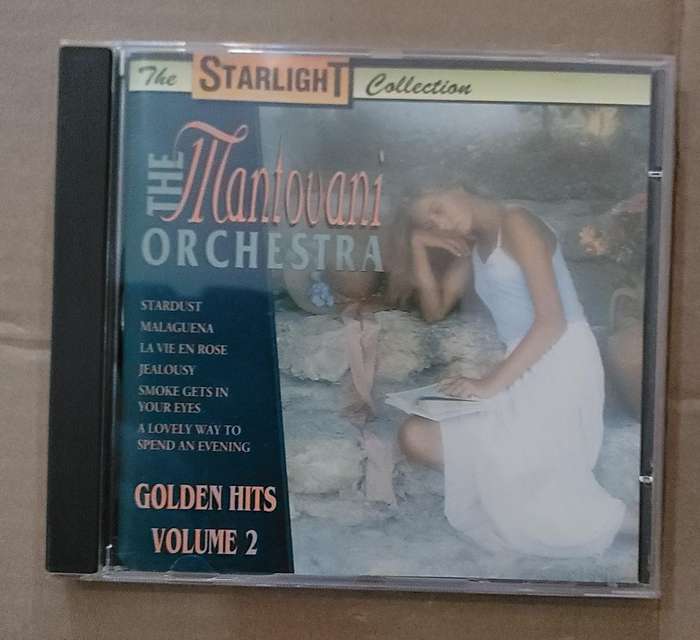 The STARLIGHT Collection
THE Mantovani
ORCHESTRA
STARDUST
MALAGUENA
LA VIE EN ROSE
JEALOUSY
SMOKE GETS IN
YOUR EYES
A LOVELY WAY TO
SPEND AN EVENING
GOLDEN HITS
VOLUME 2